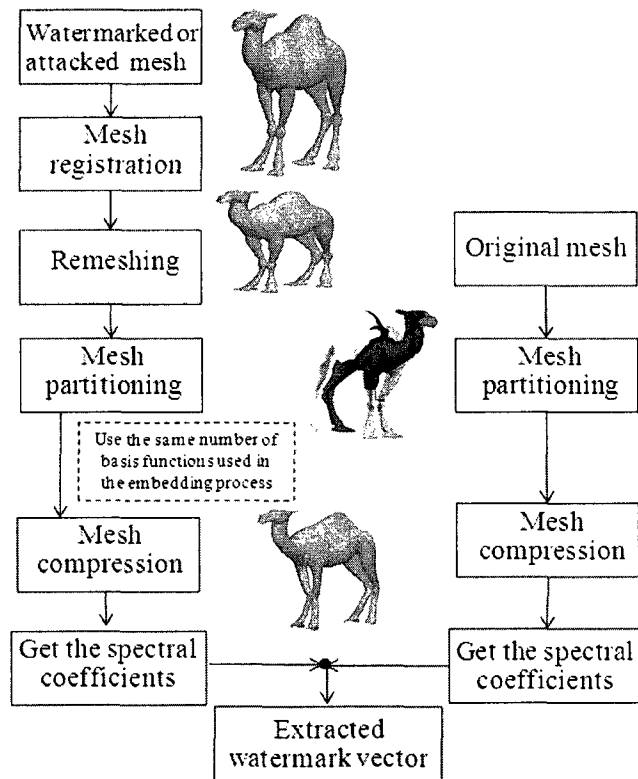 Watermarked or
attacked mesh
Mesh
registration
Remeshing
Mesh
partitioning
Use the same number of
basis functions used in
the embedding process
Mesh
compression
Get the spectral
coefficients
Original mesh
Mesh
partitioning
Mesh
compression
Get the spectral
coefficients
Extracted
watermark vector